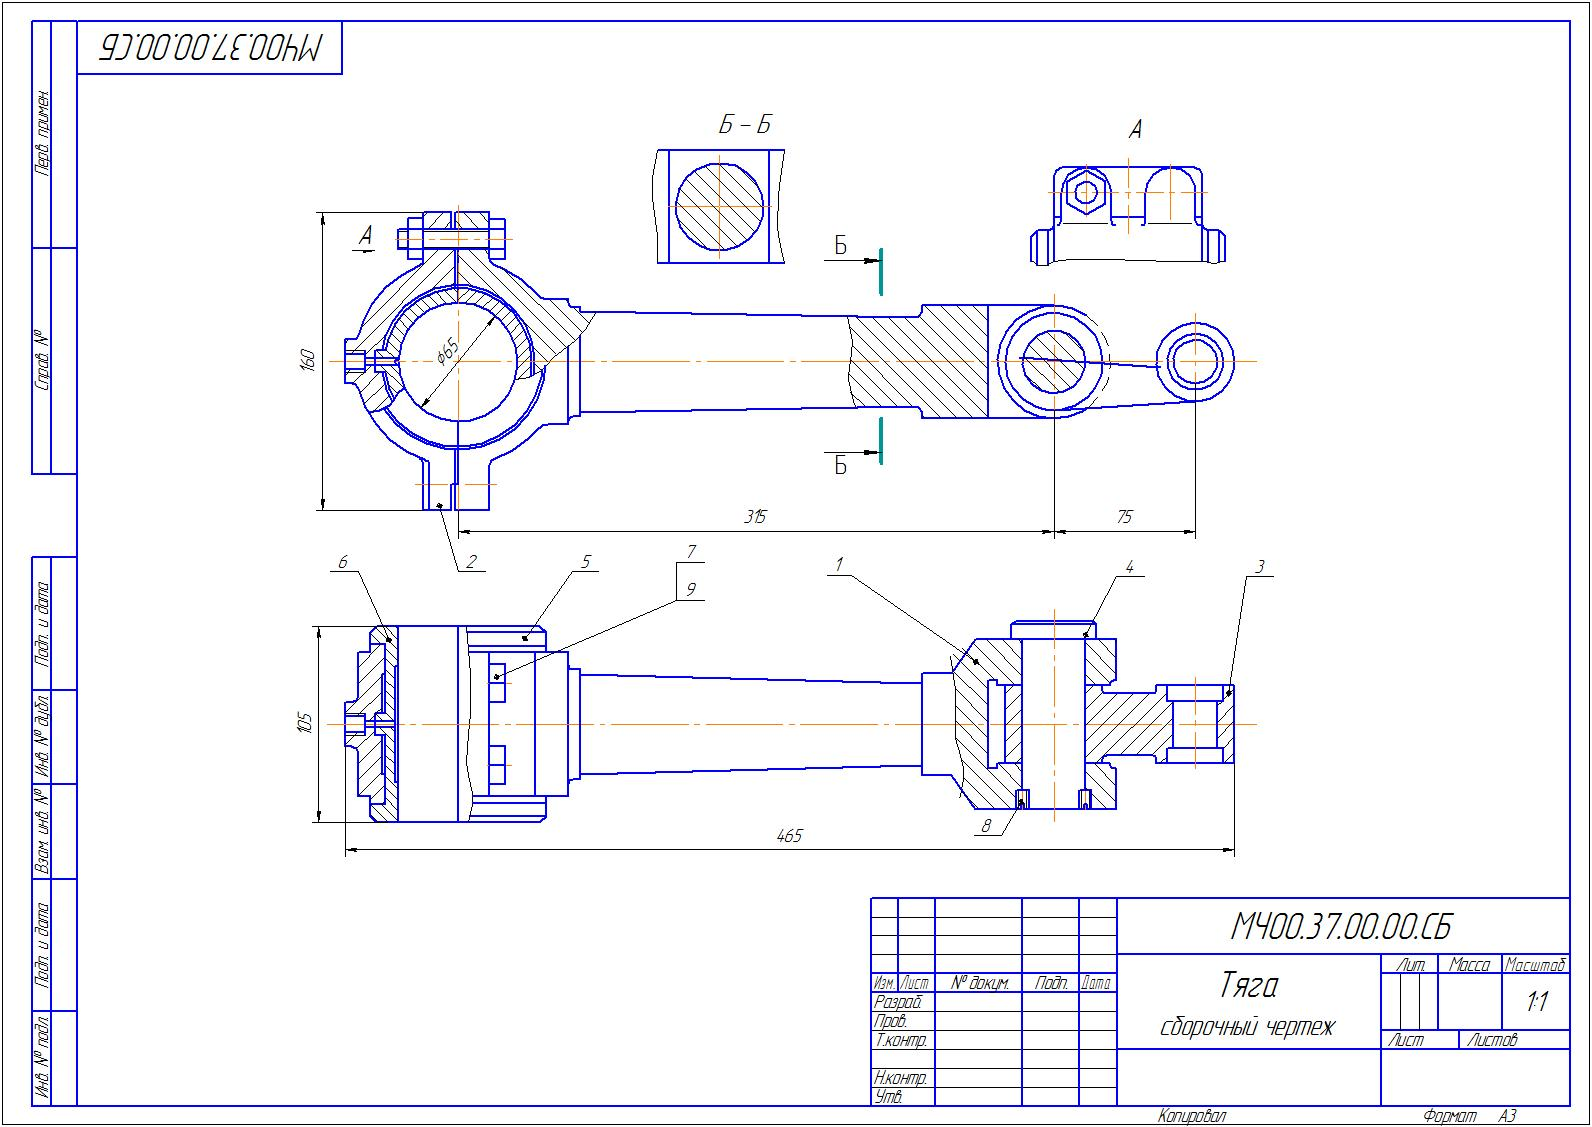 МЧ00.37.00.00.СБ
Перв. примен.
Справ. №
Подп. и дата
Инв. № дубл.
Взам. инв. №
Подп. и дата
Инв. № подл.
Б – Б
А
А
Б
Б
160
ϕ65
315
75
6
2
5
7
9
1
4
3
8
105
465
МЧ00.37.00.00.СБ
Тяга
сборочный чертеж
Лит.
Масса
Масштаб
1:1
Лист
Листов
Изм.
Лист
№ докум.
Подп.
Дата
Разраб.
Пров.
Т.контр.
Н.контр.
Утв.
Копировал
Формат А3